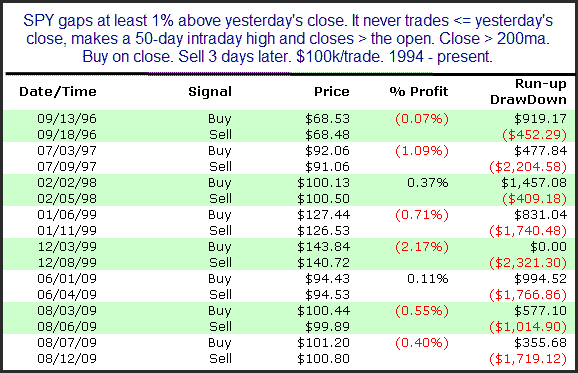 SPY gaps at least 1% above yesterday's close. It never trades <= yesterday's
close, makes a 50-day intraday high and closes > the open. Close > 200ma.
Buy on close. Sell 3 days later. $100k/trade. 1994 - present.
Date/Time Signal Price % Profit Run-up
DrawDown
09/13/96 Buy $68.53 (0.07%) $919.17
09/18/96 Sell $68.48 ($452.29)
07/03/97 Buy $92.06 (1.09%) $477.84
07/09/97 Sell $91.06 ($2,204.58)
02/02/98 Buy $100.13 0.37% $1,457.08
02/05/98 Sell $100.50 ($409.18)
01/06/99 Buy $127.44 (0.71%) $831.04
01/11/99 Sell $126.53 ($1,740.48)
12/03/99 Buy $143.84 (2.17%) $0.00
12/08/99 Sell $140.72 ($2,321.30)
06/01/09 Buy $94.43 0.11% $994.52
06/04/09 Sell $94.53 ($1,766.86)
08/03/09 Buy $100.44 (0.55%) $577.10
08/06/09 Sell $99.89 ($1,014.90)
08/07/09 Buy $101.20 (0.40%) $355.68
08/12/09 Sell $100.80 ($1,719.12)